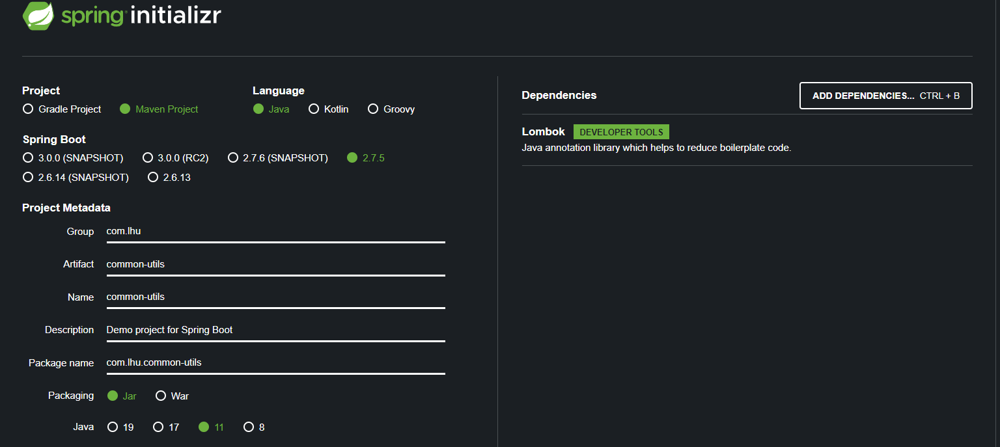 spring initializr
Project
Gradle Project Maven Project
Language
Java Kotlin Groovy
Spring Boot
3.0.0 (SNAPSHOT) 3.0.0 (RC2) 2.7.6 (SNAPSHOT) 2.7.5
2.6.14 (SNAPSHOT) 2.6.13
Project Metadata
Group com.lhu
Artifact common-utils
Name common-utils
Description Demo project for Spring Boot
Package name com.lhu.common-utils
Packaging Jar War
Java 19 17 11 8
Dependencies
ADD DEPENDENCIES... CTRL + B
Lombok DEVELOPER TOOLS
Java annotation library which helps to reduce boilerplate code.